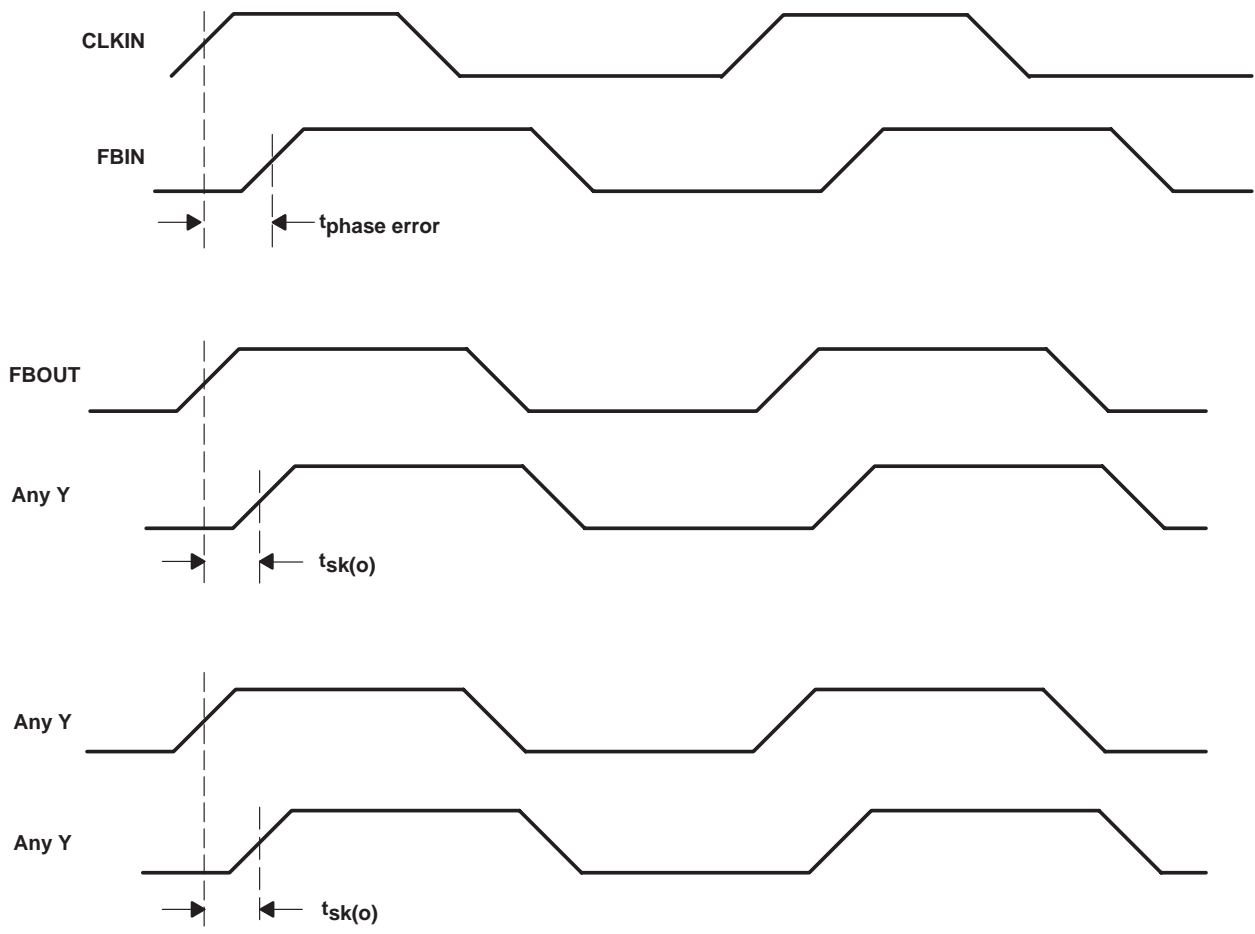 CLKIN
FBIN
tphase error
FBOUT
Any Y
tsk(o)
Any Y
Any Y
tsk(o)